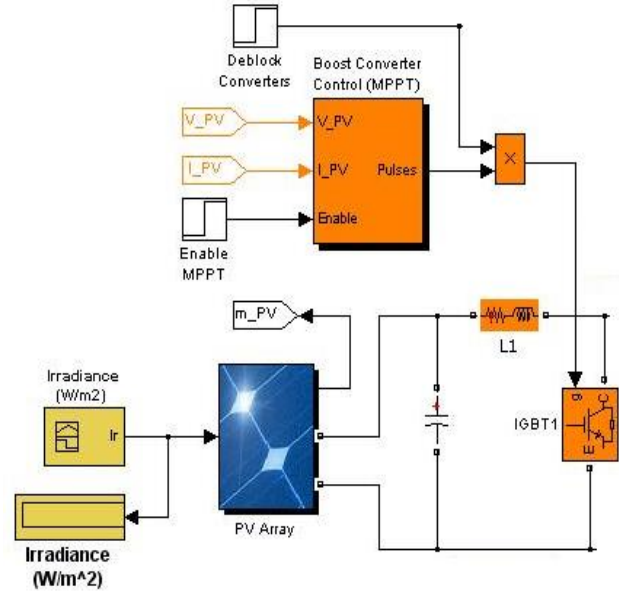 Deblock
Converters
Boost Converter
Control (MPPT)
V_PV
V_PV
I_PV
I_PV
Pulses
Enable
X
Enable
MPPT
m_PV
L1
Irradiance
(W/m2)
Ir
g
C
E
IGBT1
PV Array
Irradiance
(W/m^2)